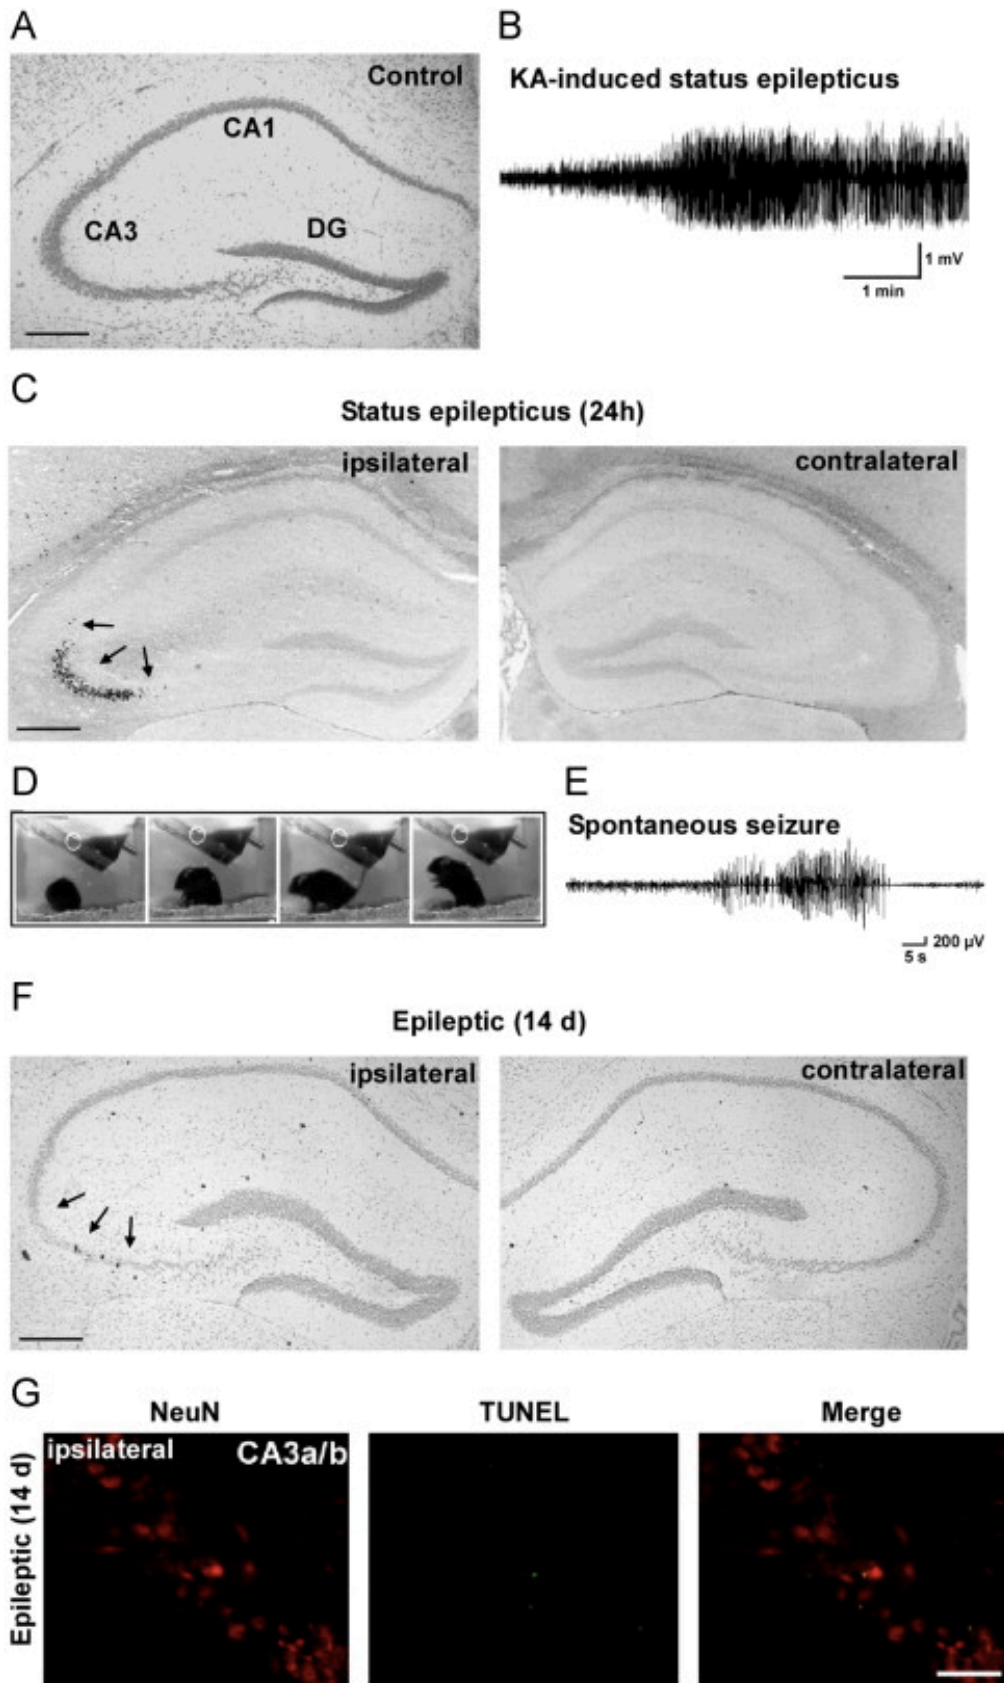 A
Control
CA1
CA3
DG
B
KA-induced status epilepticus
1 mV
1 min
C
Status epilepticus (24h)
ipsilateral
contralateral
D
E
Spontaneous seizure
200 µV
5 s
F
Epileptic (14 d)
ipsilateral
contralateral
G
NeuN
TUNEL
Merge
Epileptic (14 d)
ipsilateral
CA3a/b